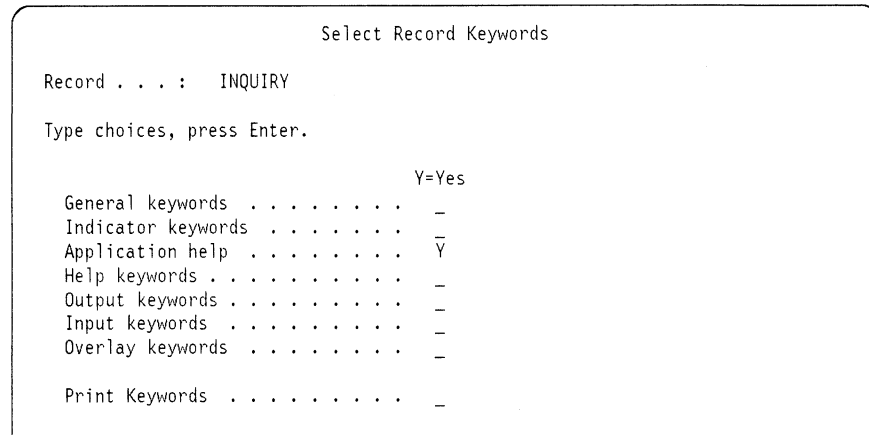 Select Record Keywords
Record . . . : INQUIRY
Type choices, press Enter.
Y=Yes
General keywords . . . . . . . . _
Indicator keywords . . . . . . . _
Application help . . . . . . . . Y
Help keywords . . . . . . . . . _
Output keywords . . . . . . . . _
Input keywords . . . . . . . . _
Overlay keywords . . . . . . . _
Print Keywords . . . . . . . . . _